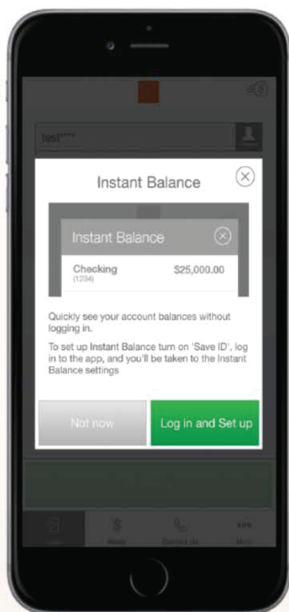 test****
Instant Balance
Instant Balance
Checking $25,000.00
(1234)
Quickly see your account balances without
logging in.
To set up Instant Balance turn on 'Save ID', log
in to the app, and you'll be taken to the Instant
Balance settings
Not now Log in and Set up
Contact Us More